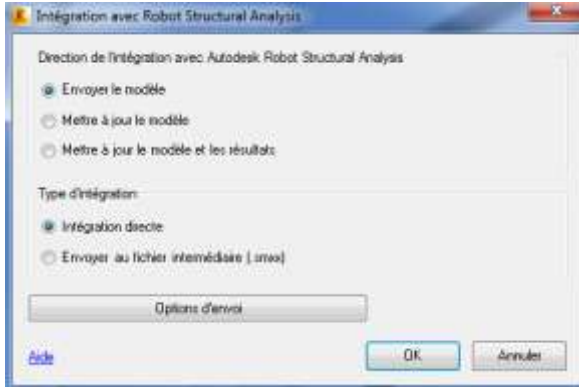 Intégration avec Robot Structural Analysis
Direction de l'intégration avec Autodesk Robot Structural Analysis
Envoyer le modèle
Mettre à jour le modèle
Mettre à jour le modèle et les résultats
Type d'intégration
Intégration directe
Envoyer au fichier intermédiaire (.smxx)
Options d'envoi
Aide
OK
Annuler